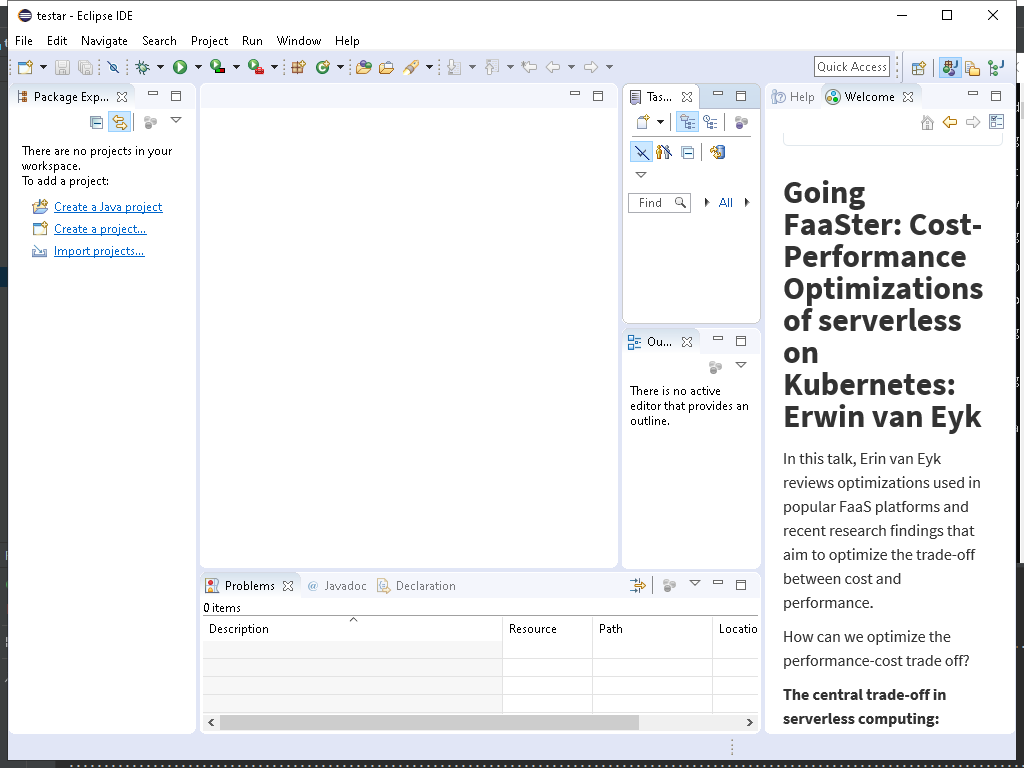 testar - Eclipse IDE
File Edit Navigate Search Project Run Window Help
Quick Access
Package Exp...
There are no projects in your
workspace.
To add a project:
Create a Java project
Create a project...
Import projects...
Tas...
Find
All
Ou...
There is no active
editor that provides an
outline.
Problems
@ Javadoc
Declaration
0 items
Description Resource Path Locatio
Help
Welcome
Going
FaaSter: Cost-
Performance
Optimizations
of serverless
on
Kubernetes:
Erwin van Eyk
In this talk, Erin van Eyk
reviews optimizations used in
popular FaaS platforms and
recent research findings that
aim to optimize the trade-off
between cost and
performance.
How can we optimize the
performance-cost trade off?
The central trade-off in
serverless computing: